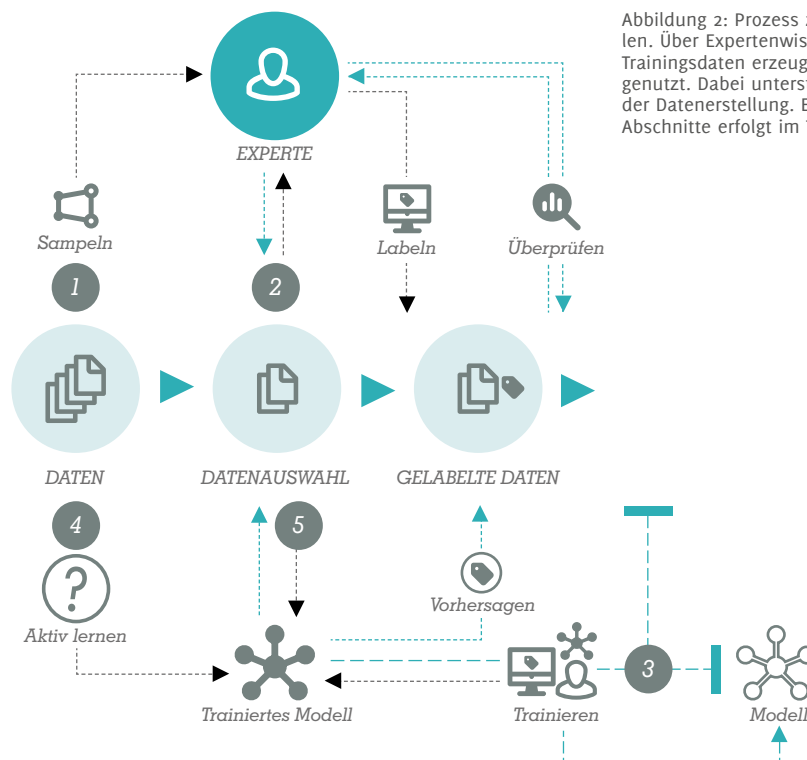 Abbildung 2: Prozess
len. Über Expertenwis
Trainingsdaten erzeug
genutzt. Dabei unterst
der Datenerstellung. E
Abschnitte erfolgt im
EXPERTE
Sampeln
Labeln
Überprüfen
1
2
DATEN
DATENAUSWAHL
GELABELTE DATEN
4
5
Aktiv lernen
Vorhersagen
3
Trainiertes Modell
Trainieren
Modell